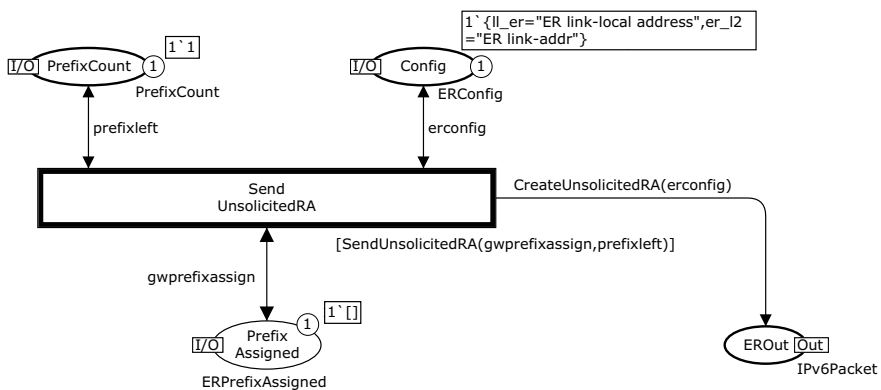 1`{ll_er="ER link-local address",er_l2
="ER link-addr"}
1`1
I/O PrefixCount 1
PrefixCount
I/O Config 1
ERConfig
prefixleft
erconfig
Send
UnsolicitedRA
CreateUnsolicitedRA(erconfig)
[SendUnsolicitedRA(gwprefixassign,prefixleft)]
gwprefixassign
1`[]
1
I/O Prefix
Assigned
ERPrefixAssigned
EROut Out
IPv6Packet